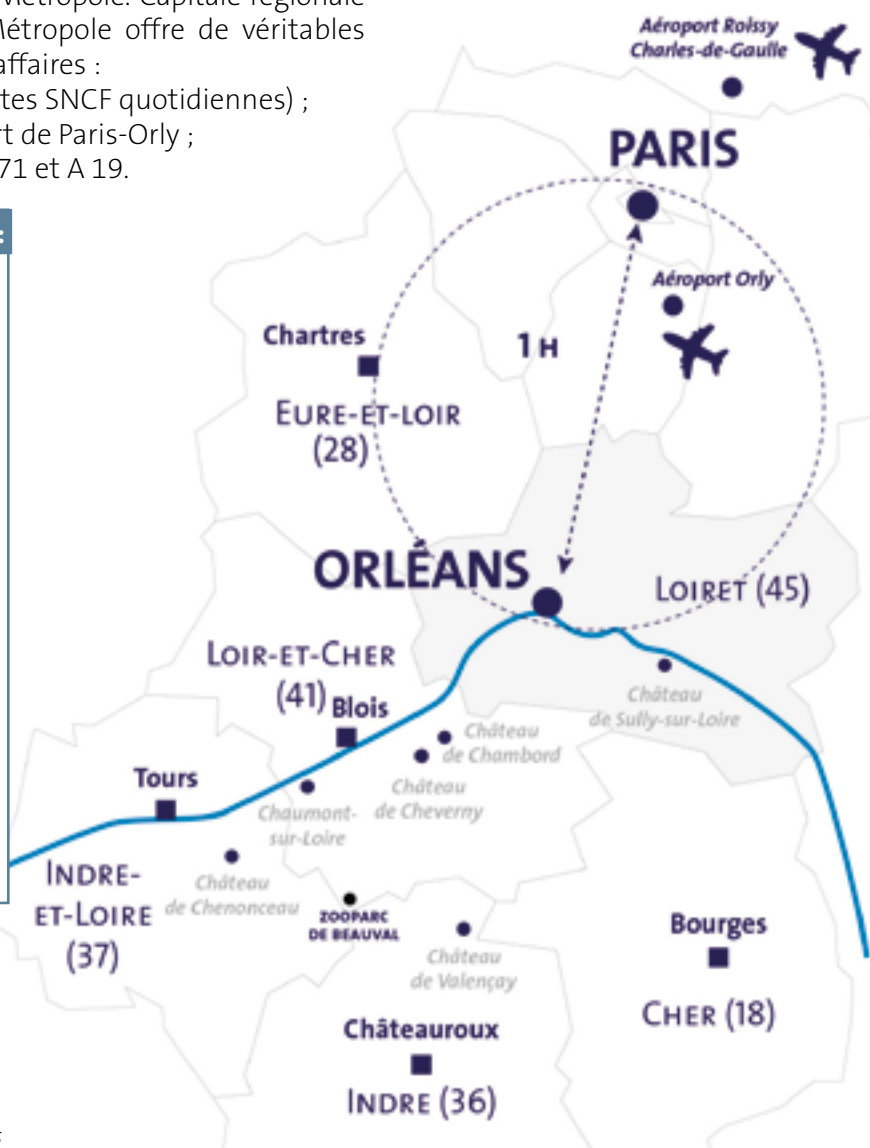 Métropole. Capitale régionale
Métropole offre de véritables
affaires :
tes SNCF quotidiennes) ;
rt de Paris-Orly ;
71 et A 19.
:
Aéroport Roissy
Charles-de-Gaulle
PARIS
Aéroport Orly
1 H
Chartres
EURE-ET-LOIR
(28)
ORLÉANS
LOIRET (45)
LOIR-ET-CHER
(41)
Blois
Château
de Sully-sur-Loire
Château
de Chambord
Château
de Cheverny
Tours
Chaumont-
sur-Loire
INDRE-
ET-LOIRE
(37)
Château
de Chenonceau
ZOOPARC
DE BEAUVAL
Château
de Valençay
Bourges
CHER (18)
Châteauroux
INDRE (36)